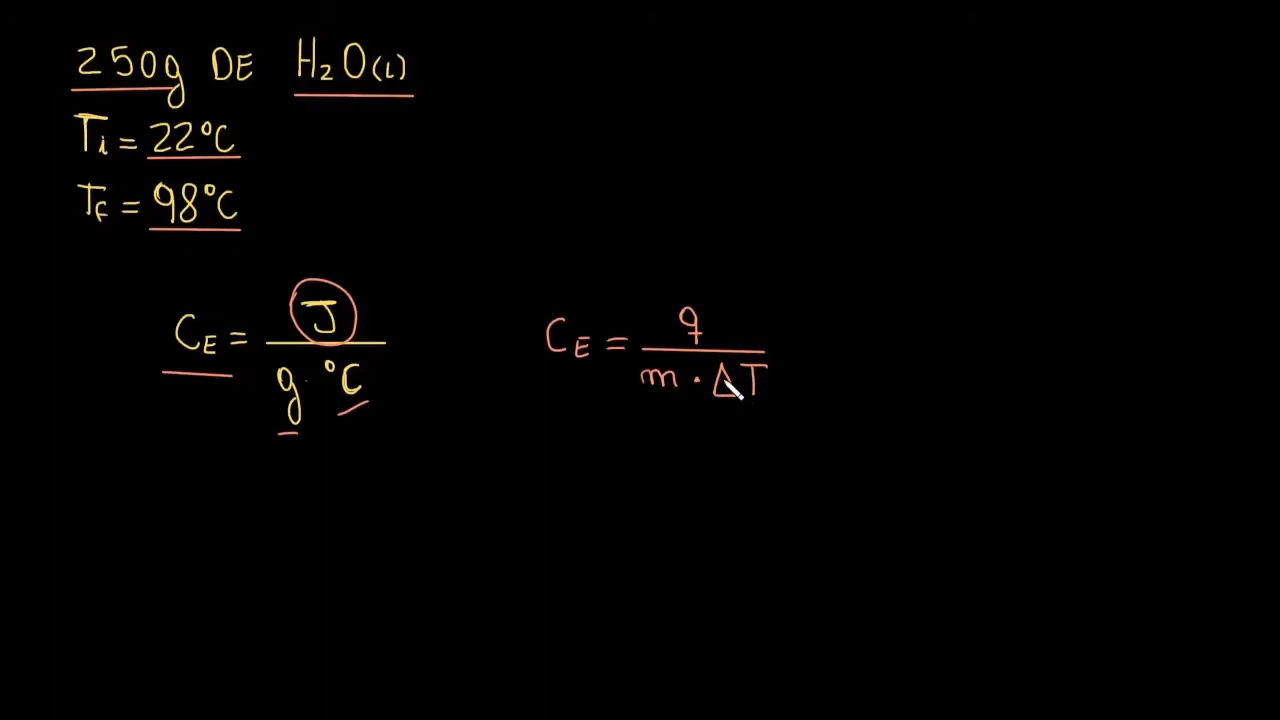 250g DE H₂O(L)
Ti = 22°C
TF = 98°C
CE = J / g · °C
CE = q / m · ΔT